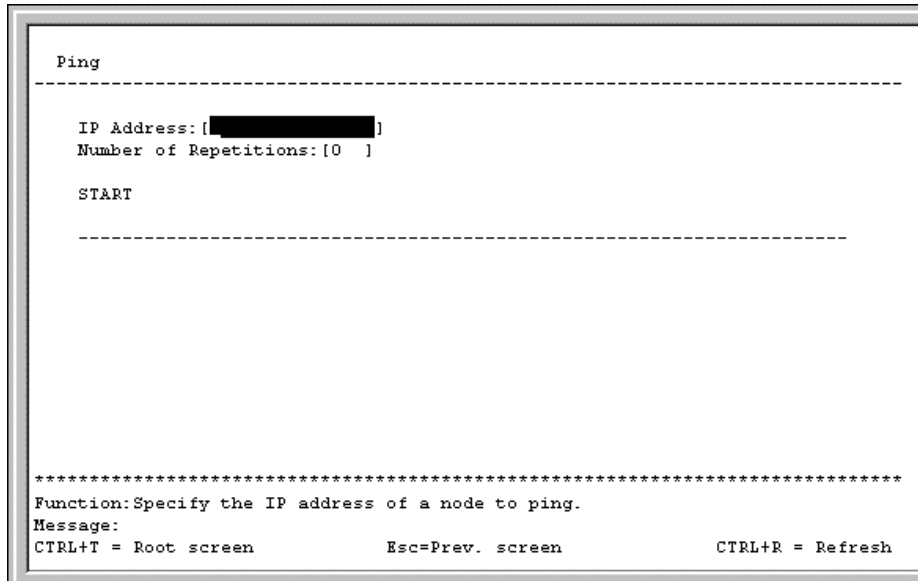 Ping
--------------------------------------------------------------------------------
IP Address:[               ]
Number of Repetitions:[0  ]
START
----------------------------------------------------------------------
*******************************************************************************
Function:Specify the IP address of a node to ping.
Message:
CTRL+T = Root screen            Esc=Prev. screen              CTRL+R = Refresh